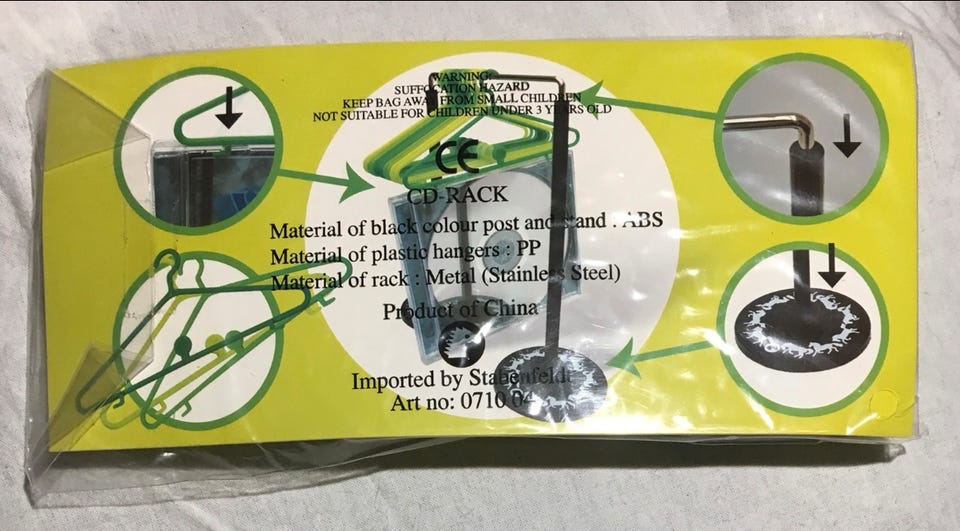 WARNING:
SUFFOCATION HAZARD
KEEP BAG AWAY FROM SMALL CHILDREN
NOT SUITABLE FOR CHILDREN UNDER 3 YEARS OLD
CE
CD-RACK
Material of black colour post and stand : ABS
Material of plastic hangers : PP
Material of rack : Metal (Stainless Steel)
Product of China
Imported by Stabenfeldt
Art no: 0710 04